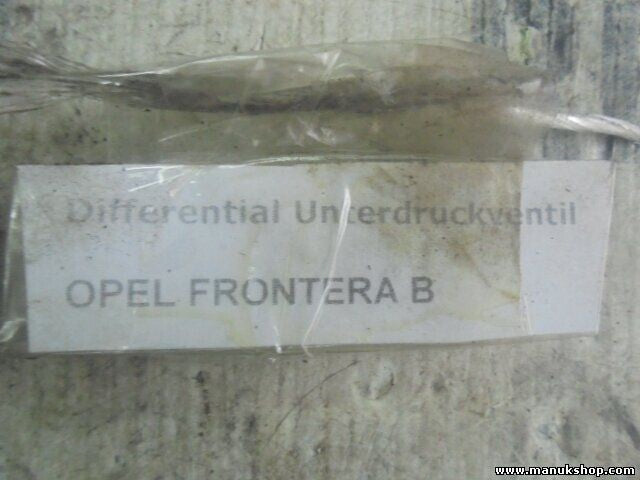 Differential Unterdruckventil
OPEL FRONTERA B
www.manukshop.com